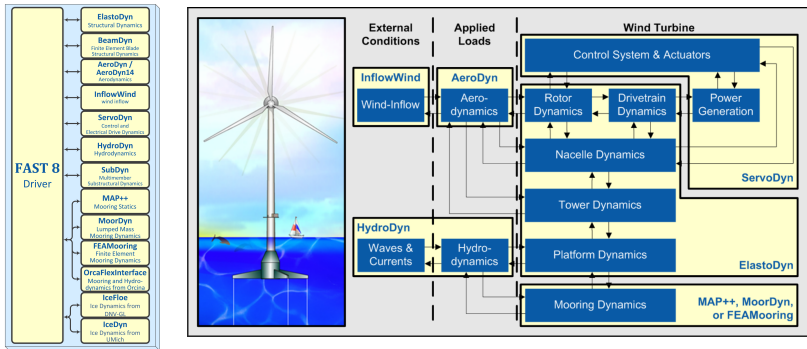 FAST 8
Driver
ElastoDyn
Structural Dynamics
BeamDyn
Finite Element Blade
Structural Dynamics
AeroDyn /
AeroDyn14
Aerodynamics
InflowWind
wind inflow
ServoDyn
Control and
Electrical Drive Dynamics
HydroDyn
Hydrodynamics
SubDyn
Multimember
Substructural Dynamics
MAP++
Mooring Statics
MoorDyn
Lumped Mass
Mooring Dynamics
FEAMooring
Finite Element
Mooring Dynamics
OrcaFlexInterface
Mooring and Hydro-
dynamics from Orcina
IceFloe
Ice Dynamics from
DNV-GL
IceDyn
Ice Dynamics from
UMich
External
Conditions
Applied
Loads
Wind Turbine
Control System & Actuators
InflowWind
AeroDyn
Wind-Inflow
Aero-
dynamics
Rotor
Dynamics
Drivetrain
Dynamics
Power
Generation
Nacelle Dynamics
ServoDyn
Tower Dynamics
HydroDyn
Waves &
Currents
Hydro-
dynamics
Platform Dynamics
ElastoDyn
Mooring Dynamics
MAP++, MoorDyn,
or FEAMooring